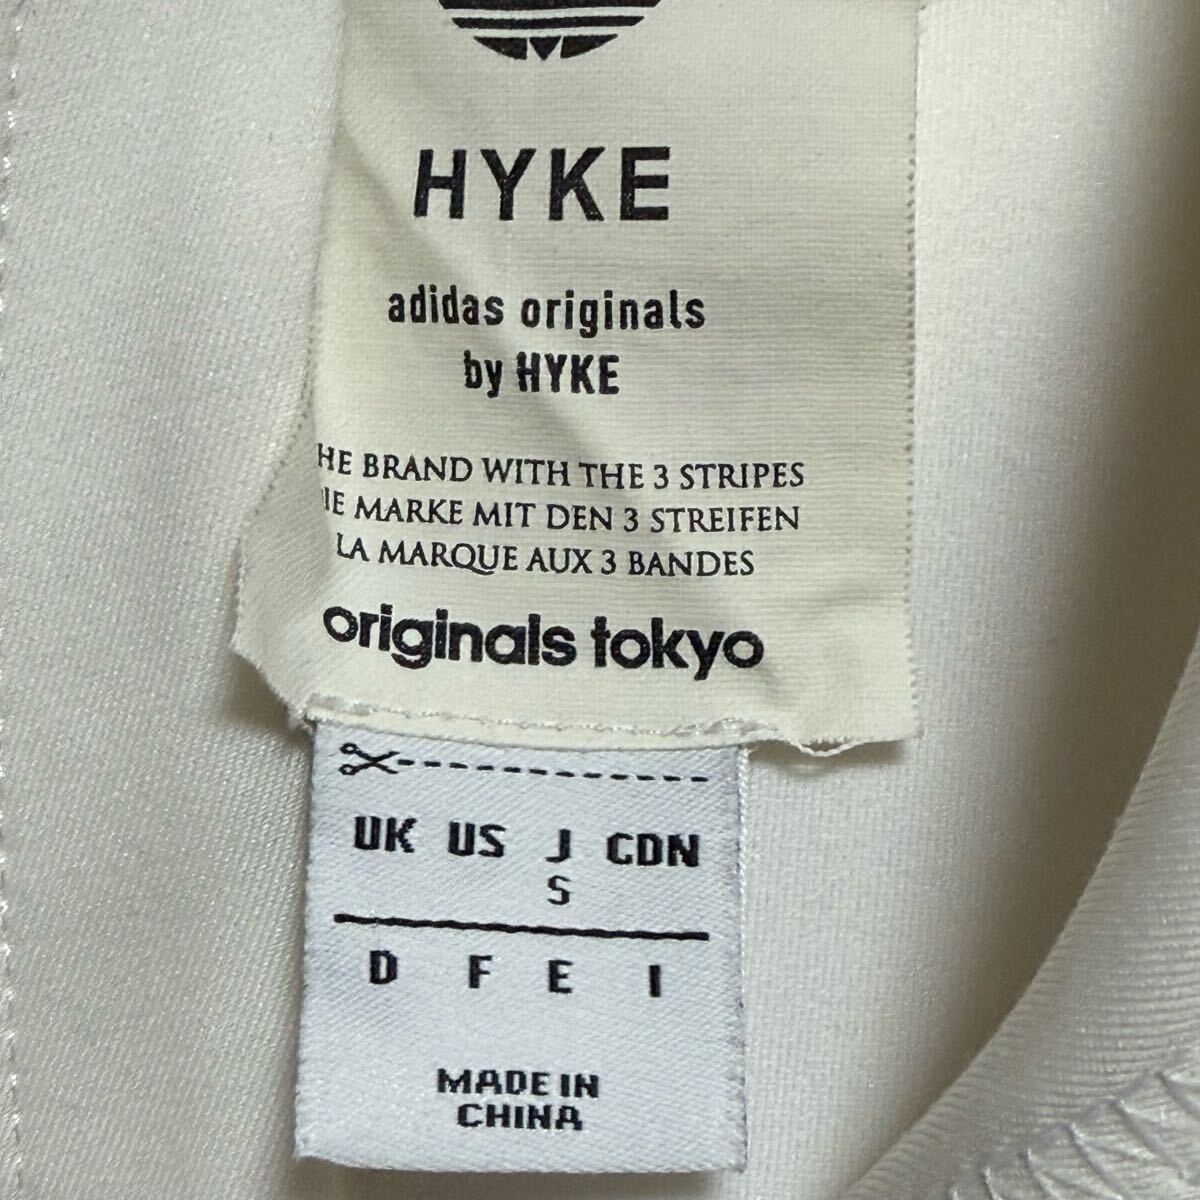 HYKE
adidas originals
by HYKE
HE BRAND WITH THE 3 STRIPES
IE MARKE MIT DEN 3 STREIFEN
LA MARQUE AUX 3 BANDES
originals tokyo
UK US J CDN
S
D F E I
MADE IN
CHINA